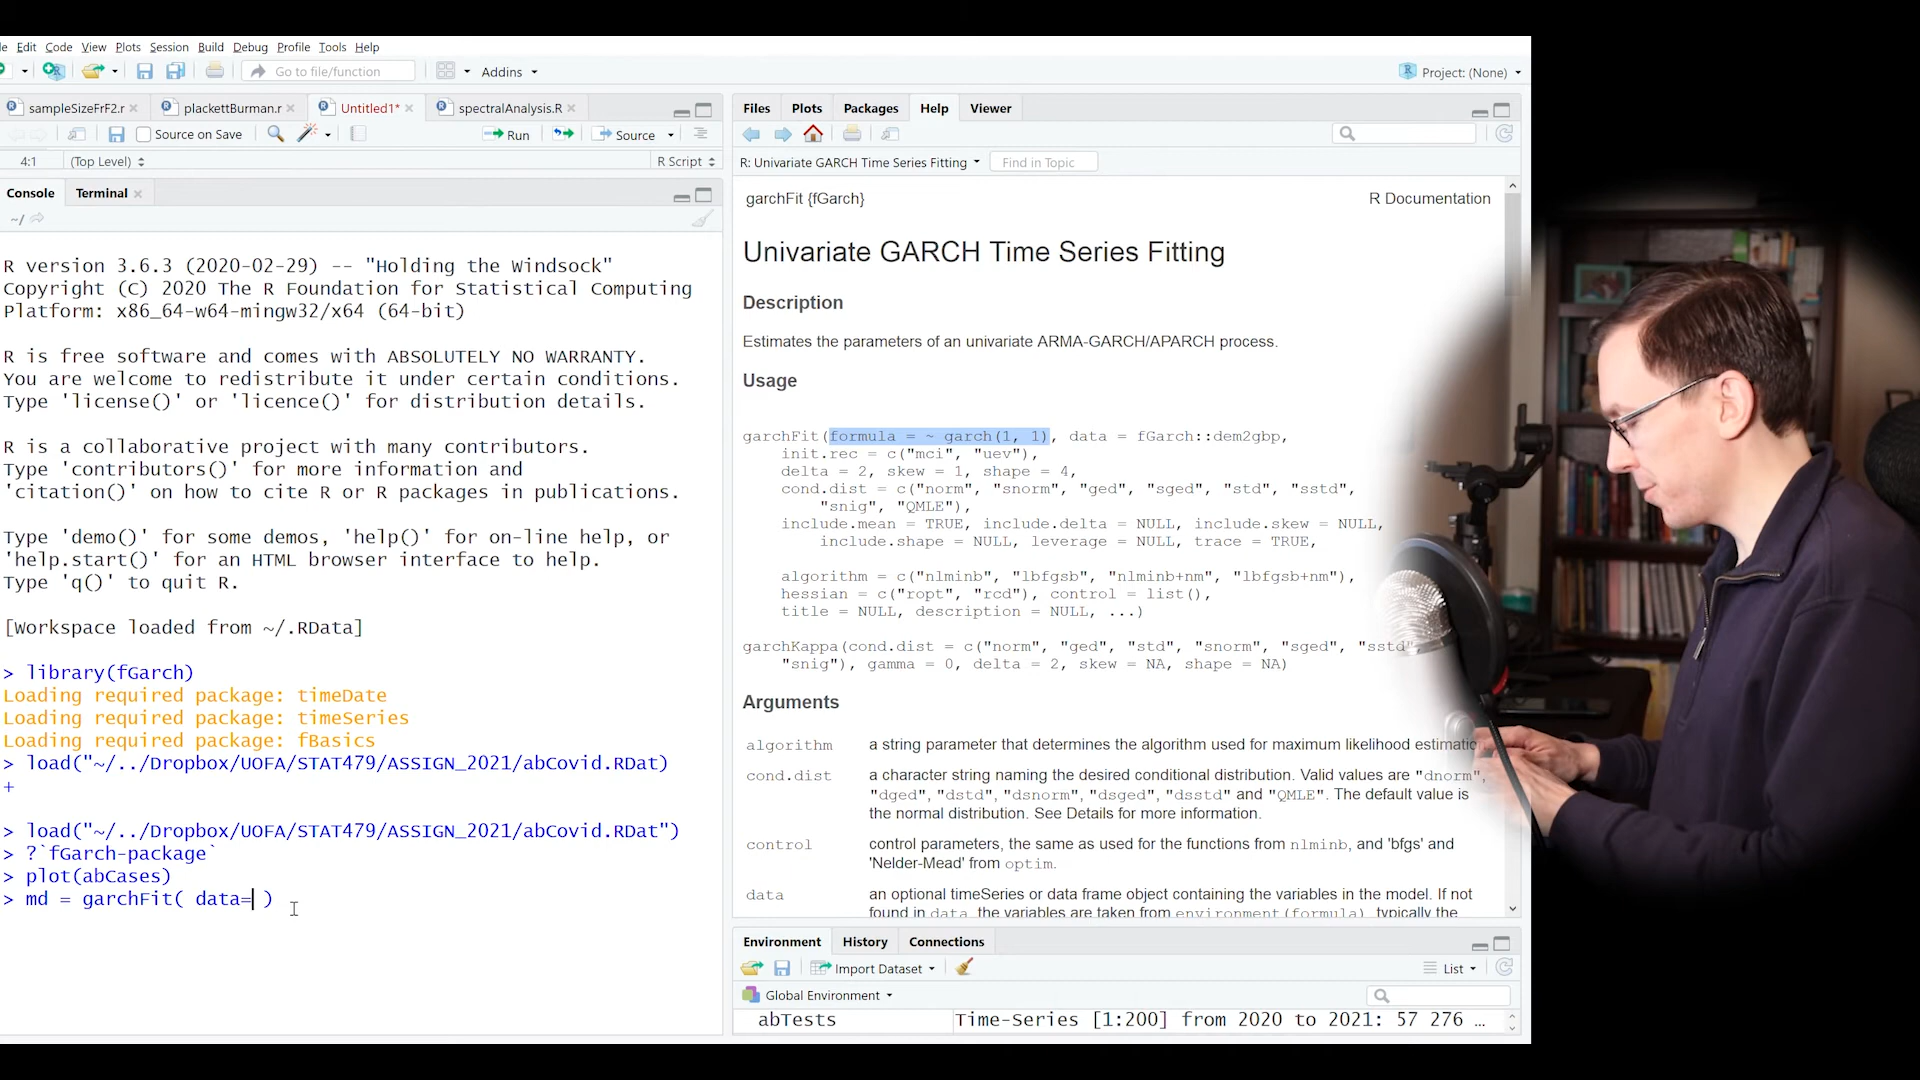 Edit Code View Plots Session Build Debug Profile Tools Help
Go to file/function
Addins
Project: (None)
sampleSizeFrF2.r
plackettBurman.r
Untitled1*
spectralAnalysis.R
Source on Save
Run
Source
4:1
(Top Level)
R Script
Console
Terminal
~/
R version 3.6.3 (2020-02-29) -- "Holding the Windsock"
Copyright (C) 2020 The R Foundation for Statistical Computing
Platform: x86_64-w64-mingw32/x64 (64-bit)
R is free software and comes with ABSOLUTELY NO WARRANTY.
You are welcome to redistribute it under certain conditions.
Type 'license()' or 'licence()' for distribution details.
R is a collaborative project with many contributors.
Type 'contributors()' for more information and
'citation()' on how to cite R or R packages in publications.
Type 'demo()' for some demos, 'help()' for on-line help, or
'help.start()' for an HTML browser interface to help.
Type 'q()' to quit R.
[Workspace loaded from ~/.RData]
> library(fGarch)
Loading required package: timeDate
Loading required package: timeSeries
Loading required package: fBasics
> load("~/../Dropbox/UOFA/STAT479/ASSIGN_2021/abCovid.RDat)
+
> load("~/../Dropbox/UOFA/STAT479/ASSIGN_2021/abCovid.RDat")
> ?`fGarch-package`
> plot(abCases)
> md = garchFit( data= )
Files Plots Packages Help Viewer
R: Univariate GARCH Time Series Fitting
Find in Topic
garchFit {fGarch}
R Documentation
Univariate GARCH Time Series Fitting
Description
Estimates the parameters of an univariate ARMA-GARCH/APARCH process.
Usage
garchFit(formula = ~ garch(1, 1), data = fGarch::dem2gbp,
init.rec = c("mci", "uev"),
delta = 2, skew = 1, shape = 4,
cond.dist = c("norm", "snorm", "ged", "sged", "std", "sstd",
"snig", "QMLE"),
include.mean = TRUE, include.delta = NULL, include.skew = NULL,
include.shape = NULL, leverage = NULL, trace = TRUE,
algorithm = c("nlminb", "lbfgsb", "nlminb+nm", "lbfgsb+nm"),
hessian = c("ropt", "rcd"), control = list(),
title = NULL, description = NULL, ...)
garchKappa(cond.dist = c("norm", "ged", "std", "snorm", "sged", "sstd"
"snig"), gamma = 0, delta = 2, skew = NA, shape = NA)
Arguments
algorithm a string parameter that determines the algorithm used for maximum likelihood
cond.dist a character string naming the desired conditional distribution. Valid values are "dnorm",
"dged", "dstd", "dsnorm", "dsged", "dsstd" and "QMLE". The default value is
the normal distribution. See Details for more information.
control control parameters, the same as used for the functions from nlminb, and 'bfgs' and
'Nelder-Mead' from optim.
data an optional timeSeries or data frame object containing the variables in the model. If not
found in data, the variables are taken from environment(formula), typically the
Environment History Connections
Import Dataset
List
Global Environment
abTests Time-Series [1:200] from 2020 to 2021: 57 276 ...